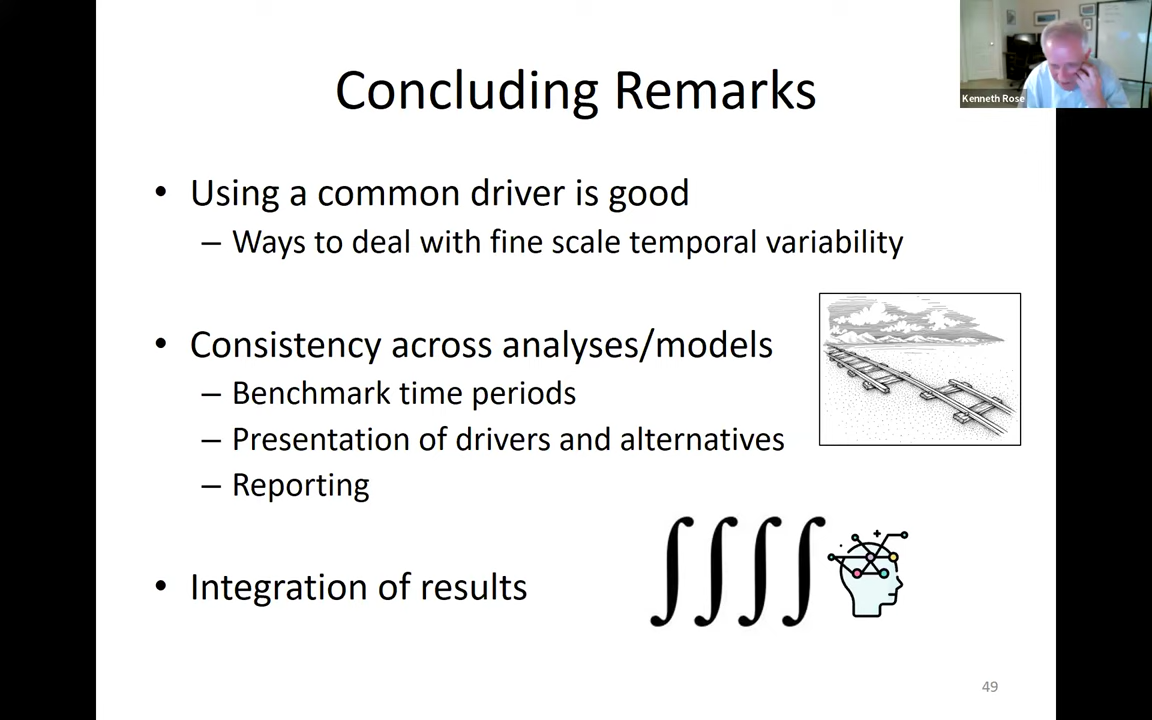 Concluding Remarks
Kenneth Rose
• Using a common driver is good
– Ways to deal with fine scale temporal variability
• Consistency across analyses/models
– Benchmark time periods
– Presentation of drivers and alternatives
– Reporting
• Integration of results
∫∫∫∫
49